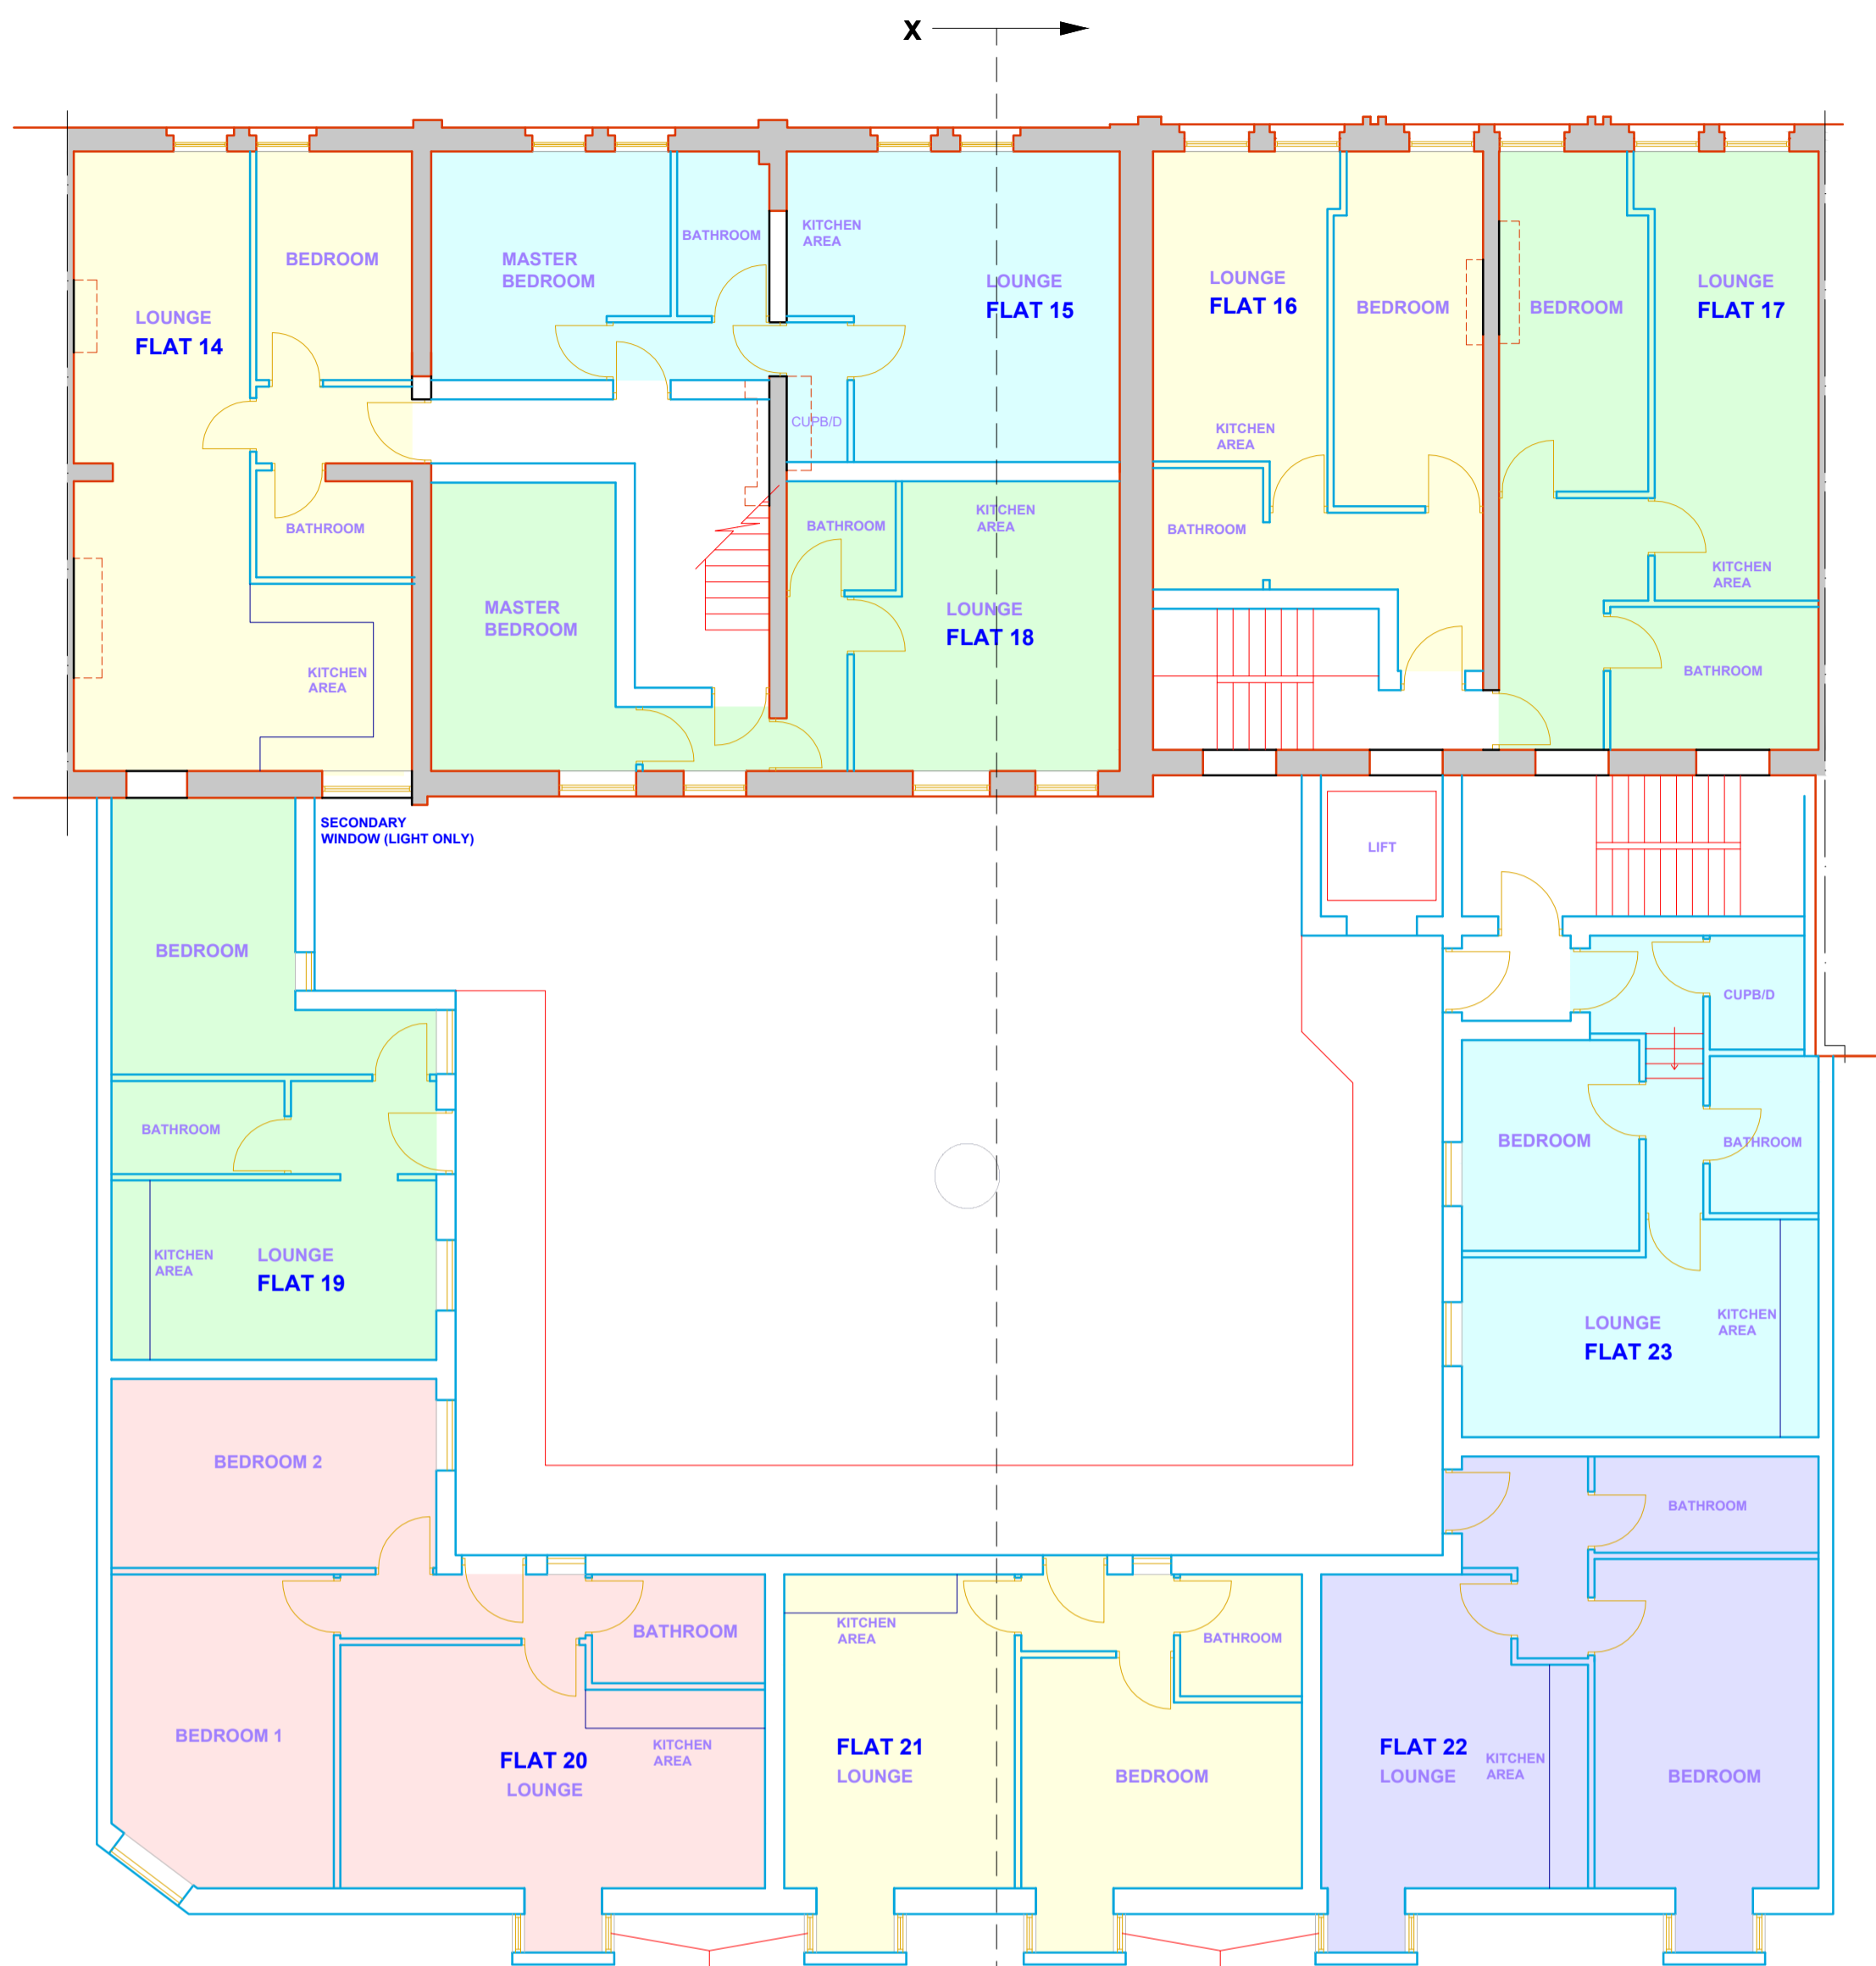 X
BEDROOM
LOUNGE
FLAT 14
BATHROOM
KITCHEN
AREA
MASTER
BEDROOM
BATHROOM
KITCHEN
AREA
LOUNGE
FLAT 15
CUPB/D
LOUNGE
FLAT 16
BEDROOM
KITCHEN
AREA
BATHROOM
BEDROOM
LOUNGE
FLAT 17
KITCHEN
AREA
BATHROOM
MASTER
BEDROOM
BATHROOM
KITCHEN
AREA
LOUNGE
FLAT 18
SECONDARY
WINDOW (LIGHT ONLY)
LIFT
BEDROOM
BATHROOM
KITCHEN
AREA
LOUNGE
FLAT 19
CUPB/D
BEDROOM
BATHROOM
LOUNGE
FLAT 23
KITCHEN
AREA
BEDROOM 2
BEDROOM 1
BATHROOM
FLAT 20
LOUNGE
KITCHEN
AREA
KITCHEN
AREA
FLAT 21
LOUNGE
BATHROOM
BEDROOM
BATHROOM
FLAT 22
LOUNGE
KITCHEN
AREA
BEDROOM